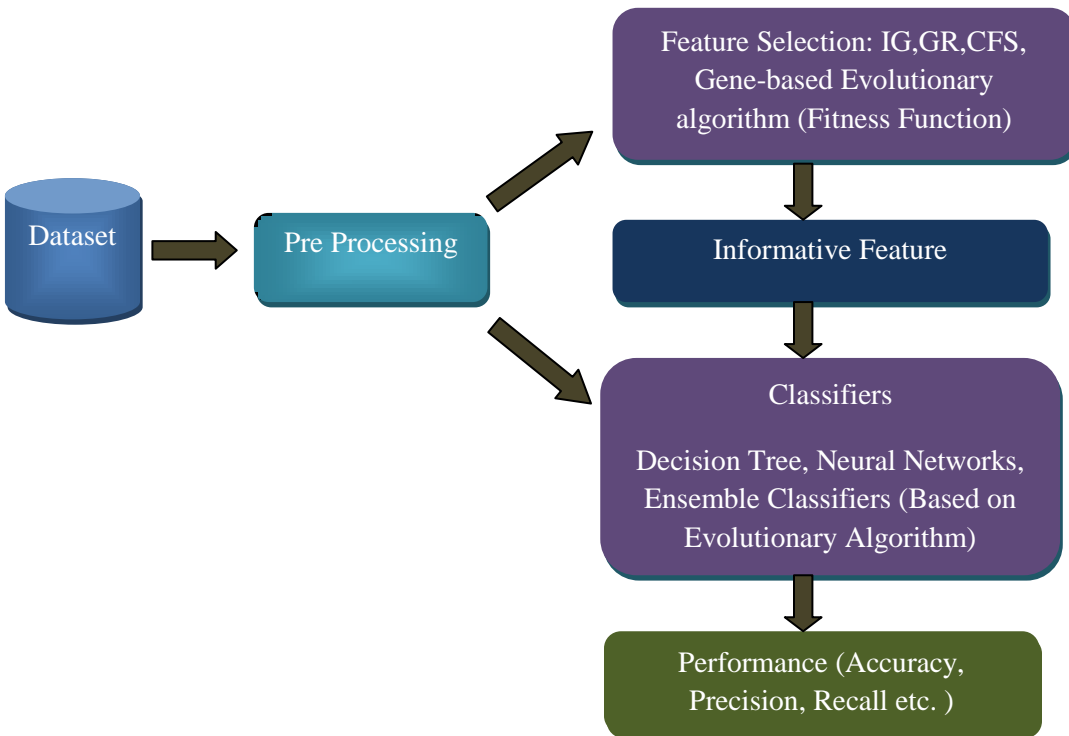 Dataset
Pre Processing
Feature Selection: IG,GR,CFS,
Gene-based Evolutionary
algorithm (Fitness Function)
Informative Feature
Classifiers
Decision Tree, Neural Networks,
Ensemble Classifiers (Based on
Evolutionary Algorithm)
Performance (Accuracy,
Precision, Recall etc. )